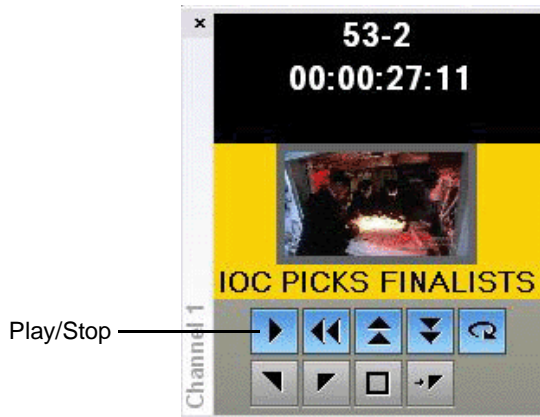 ×
53-2
00:00:27:11
IOC PICKS FINALISTS
Channel 1
Play/Stop